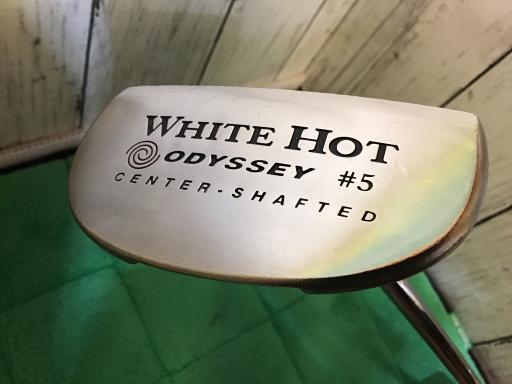 WHITE HOT
ODYSSEY #5
CENTER-SHAFTED